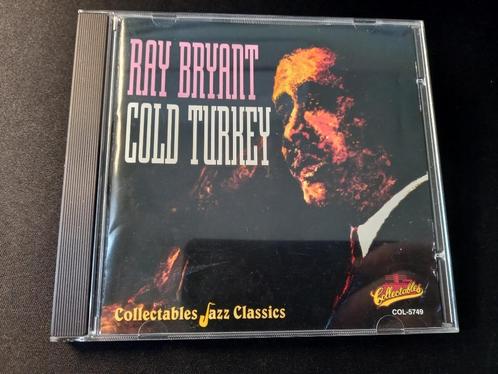 RAY BRYANT
COLD TURKEY
Collectables Jazz Classics
Collectables
COL-5749